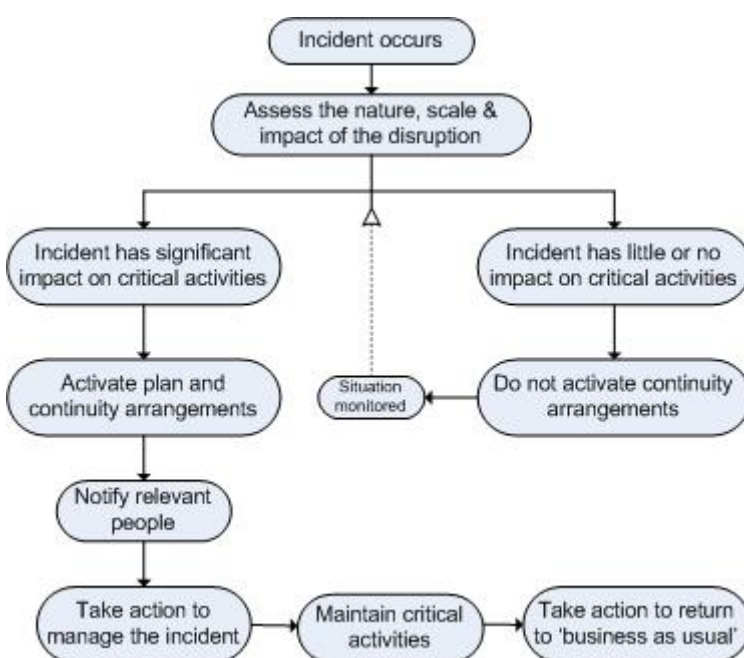 Incident occurs
Assess the nature, scale &
impact of the disruption
Incident has significant
impact on critical activities
Incident has little or no
impact on critical activities
Activate plan and
continuity arrangements
Situation
monitored
Do not activate continuity
arrangements
Notify relevant
people
Take action to
manage the incident
Maintain critical
activities
Take action to return
to 'business as usual'